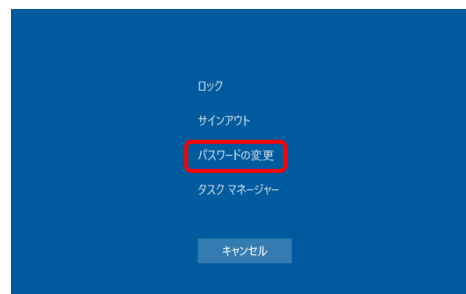 ロック
サインアウト
パスワードの変更
タスク マネージャー
キャンセル